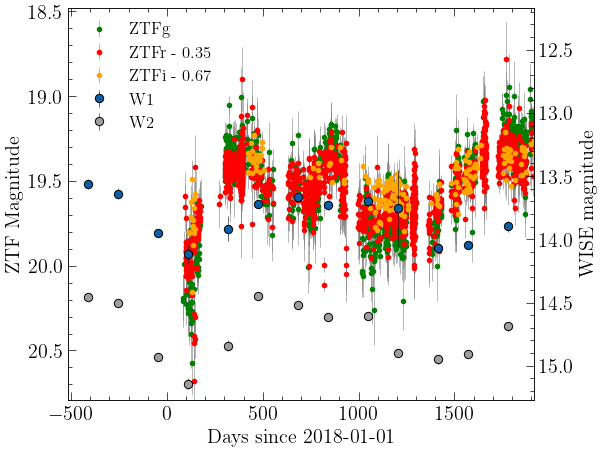 ZTFg
ZTFr - 0.35
ZTFi - 0.67
W1
W2
18.5
19.0
19.5
20.0
20.5
ZTF Magnitude
12.5
13.0
13.5
14.0
14.5
15.0
WISE magnitude
−500
0
500
1000
1500
Days since 2018-01-01